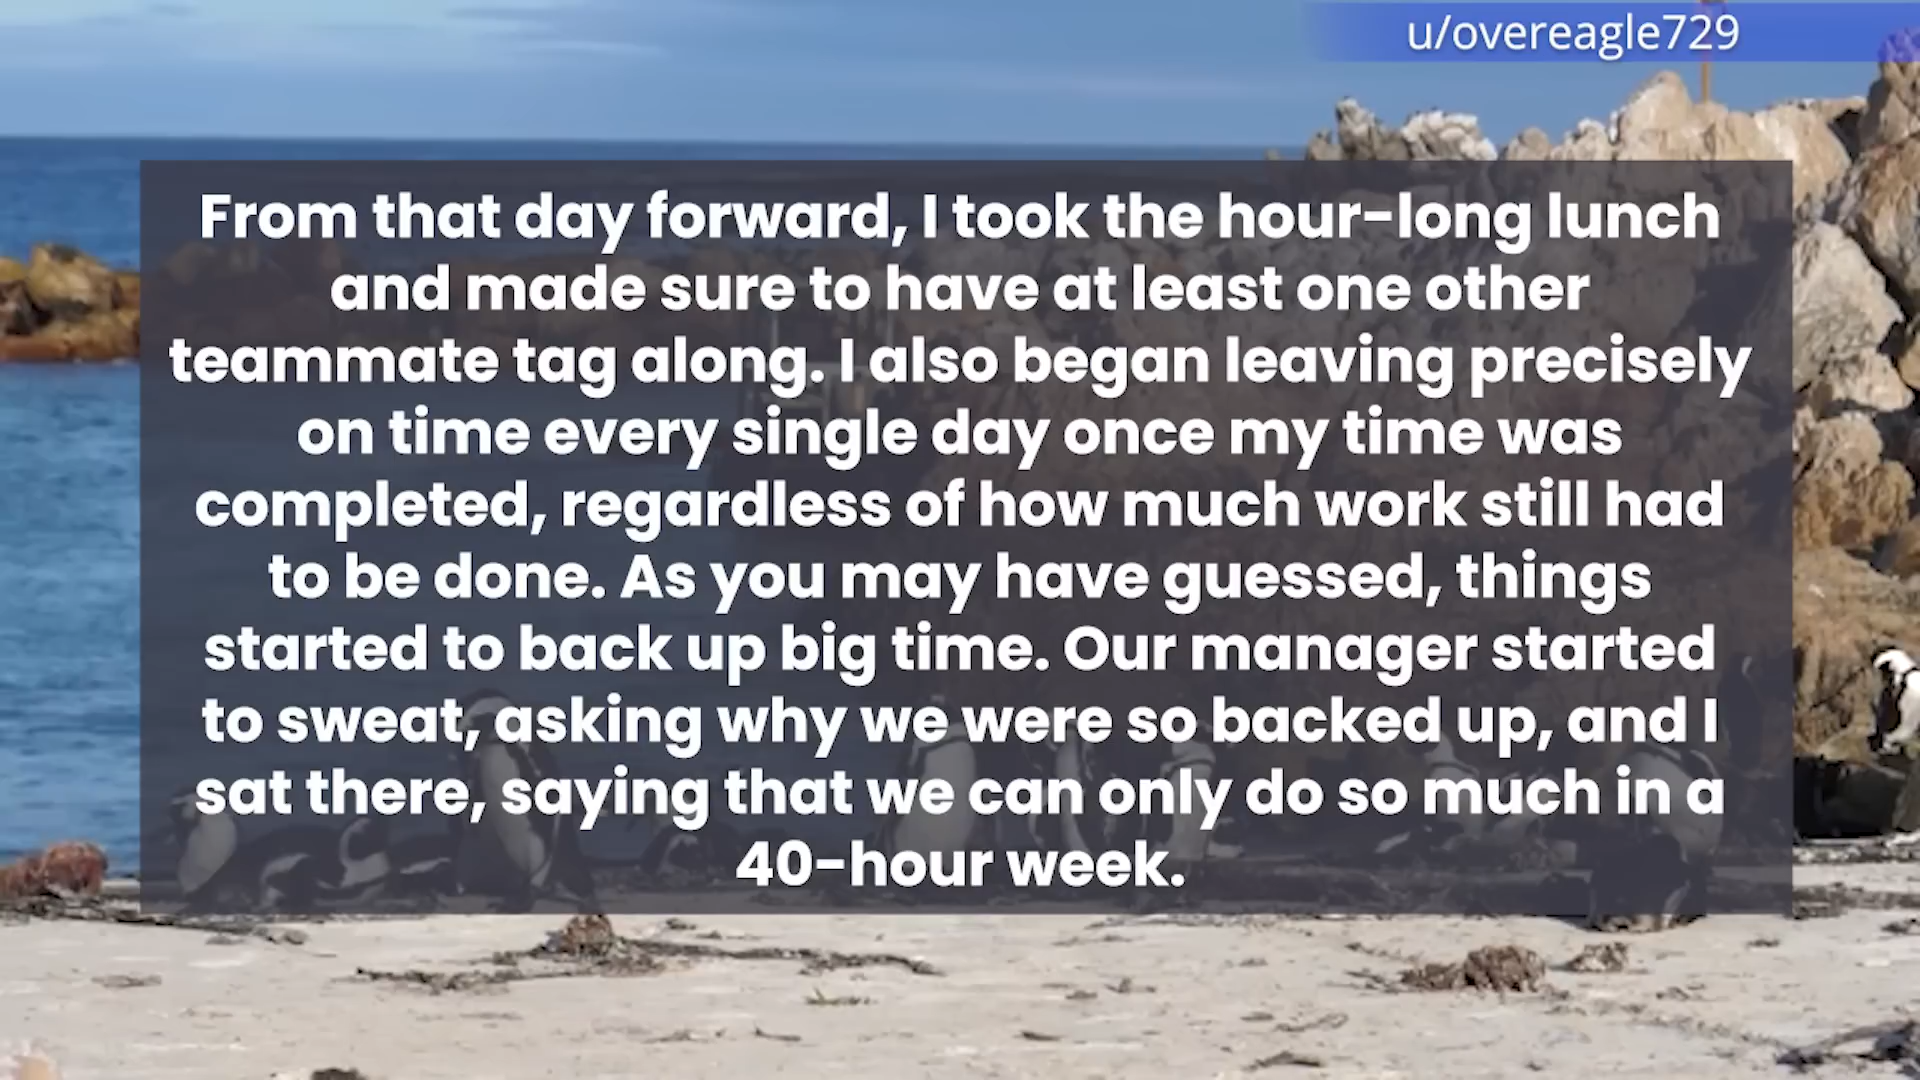 u/overeagle729
From that day forward, I took the hour-long lunch
and made sure to have at least one other
teammate tag along. I also began leaving precisely
on time every single day once my time was
completed, regardless of how much work still had
to be done. As you may have guessed, things
started to back up big time. Our manager started
to sweat, asking why we were so backed up, and I
sat there, saying that we can only do so much in a
40-hour week.